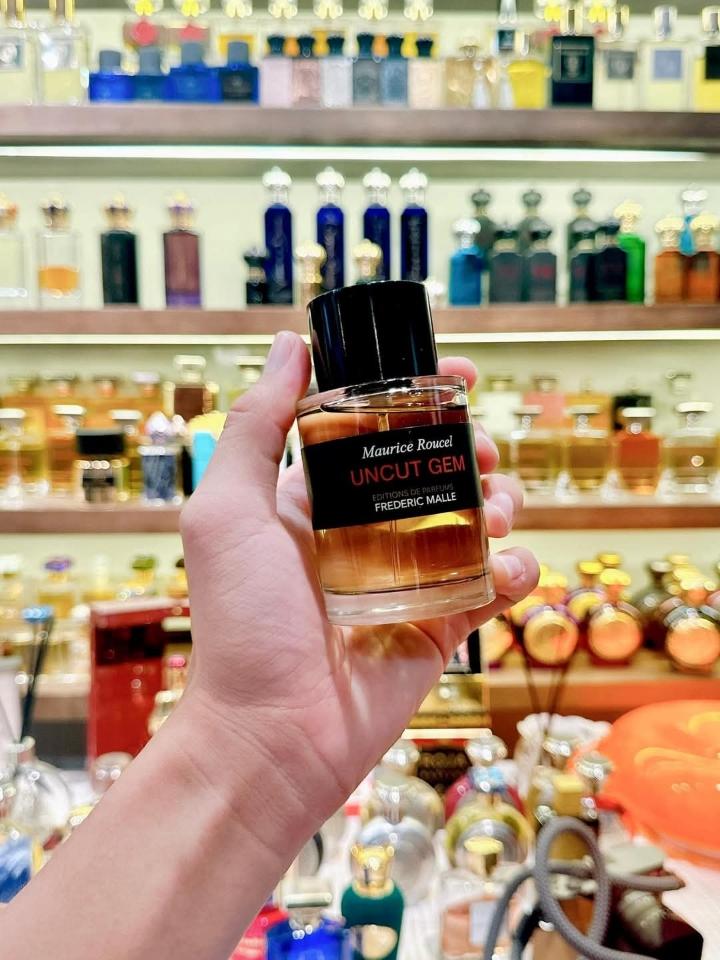 Maurice Roucel
UNCUT GEM
EDITIONS DE PARFUMS
FREDERIC MALLE